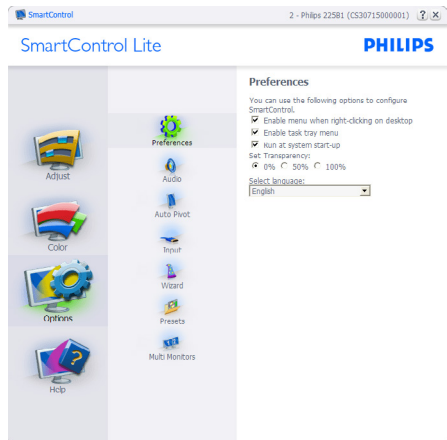 SmartControl
2 - Philips 225B1 (CS30715000001)
SmartControl Lite
PHILIPS
Preferences
You can use the following options to configure
SmartControl.
Enable menu when right-clicking on desktop
Enable task tray menu
Run at system start-up
Set Transparency:
0% 50% 100%
Select language:
English
Adjust
Color
Options
Help
Preferences
Audio
Auto Pivot
Input
Wizard
Presets
Multi Monitors